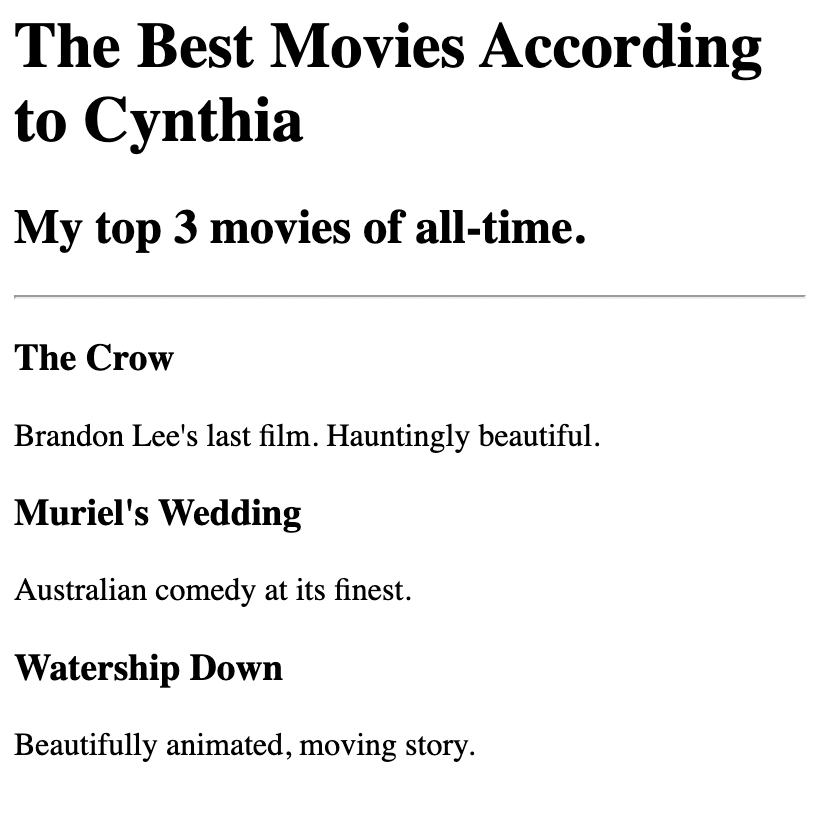 The Best Movies According
to Cynthia
My top 3 movies of all-time.
The Crow
Brandon Lee's last film. Hauntingly beautiful.
Muriel's Wedding
Australian comedy at its finest.
Watership Down
Beautifully animated, moving story.